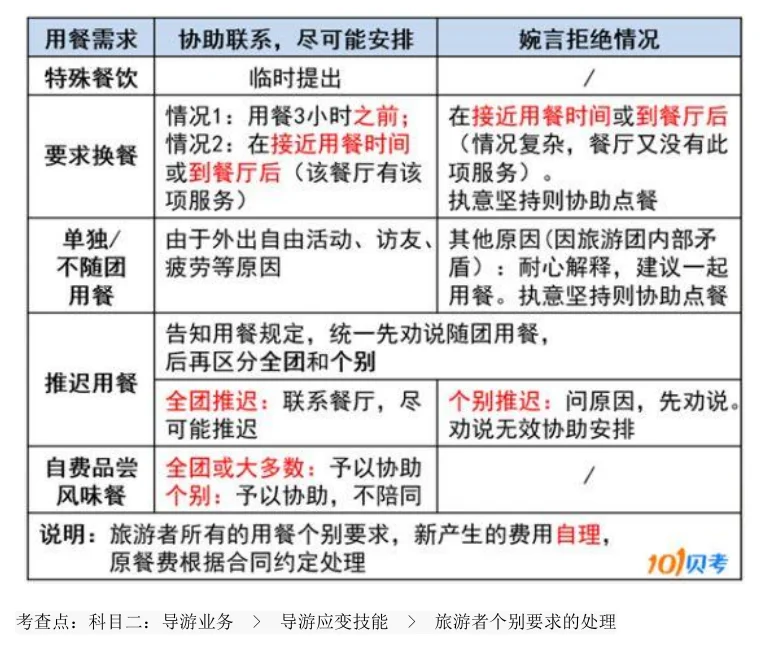 用餐需求 协助联系，尽可能安排 婉言拒绝情况
特殊餐饮 临时提出 /
要求换餐
情况1：用餐3小时之前；
情况2：在接近用餐时间
或到餐厅后（该餐厅有该
项服务）
在接近用餐时间或到餐厅后
（情况复杂，餐厅又没有此
项服务）。
执意坚持则协助点餐
单独/
不随团
用餐
由于外出自由活动、访友、
疲劳等原因
其他原因(因旅游团内部矛
盾）：耐心解释，建议一起
用餐。执意坚持则协助点餐
推迟用餐
告知用餐规定，统一先劝说随团用餐，
后再区分全团和个别
全团推迟：联系餐厅，尽
可能推迟
个别推迟：问原因，先劝说。
劝说无效协助安排
自费品尝
风味餐
全团或大多数：予以协助
个别：予以协助，不陪同
/
说明：旅游者所有的用餐个别要求，新产生的费用自理，
原餐费根据合同约定处理
101贝考
考查点：科目二：导游业务 > 导游应变技能 > 旅游者个别要求的处理